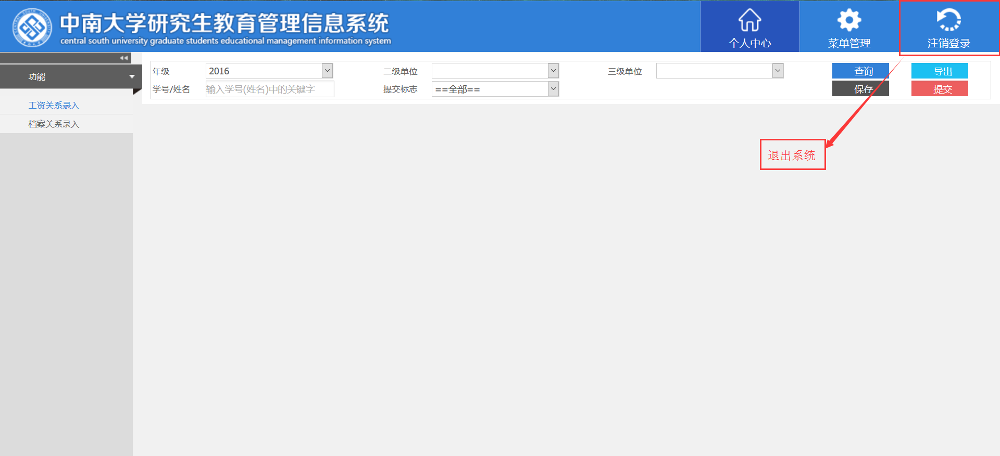 中南大学研究生教育管理信息系统
central south university graduate students educational management information system
个人中心
菜单管理
注销登录
功能
工资关系录入
档案关系录入
年级
2016
二级单位
三级单位
查询
导出
学号/姓名
输入学号(姓名)中的关键字
提交标志
==全部==
保存
提交
退出系统